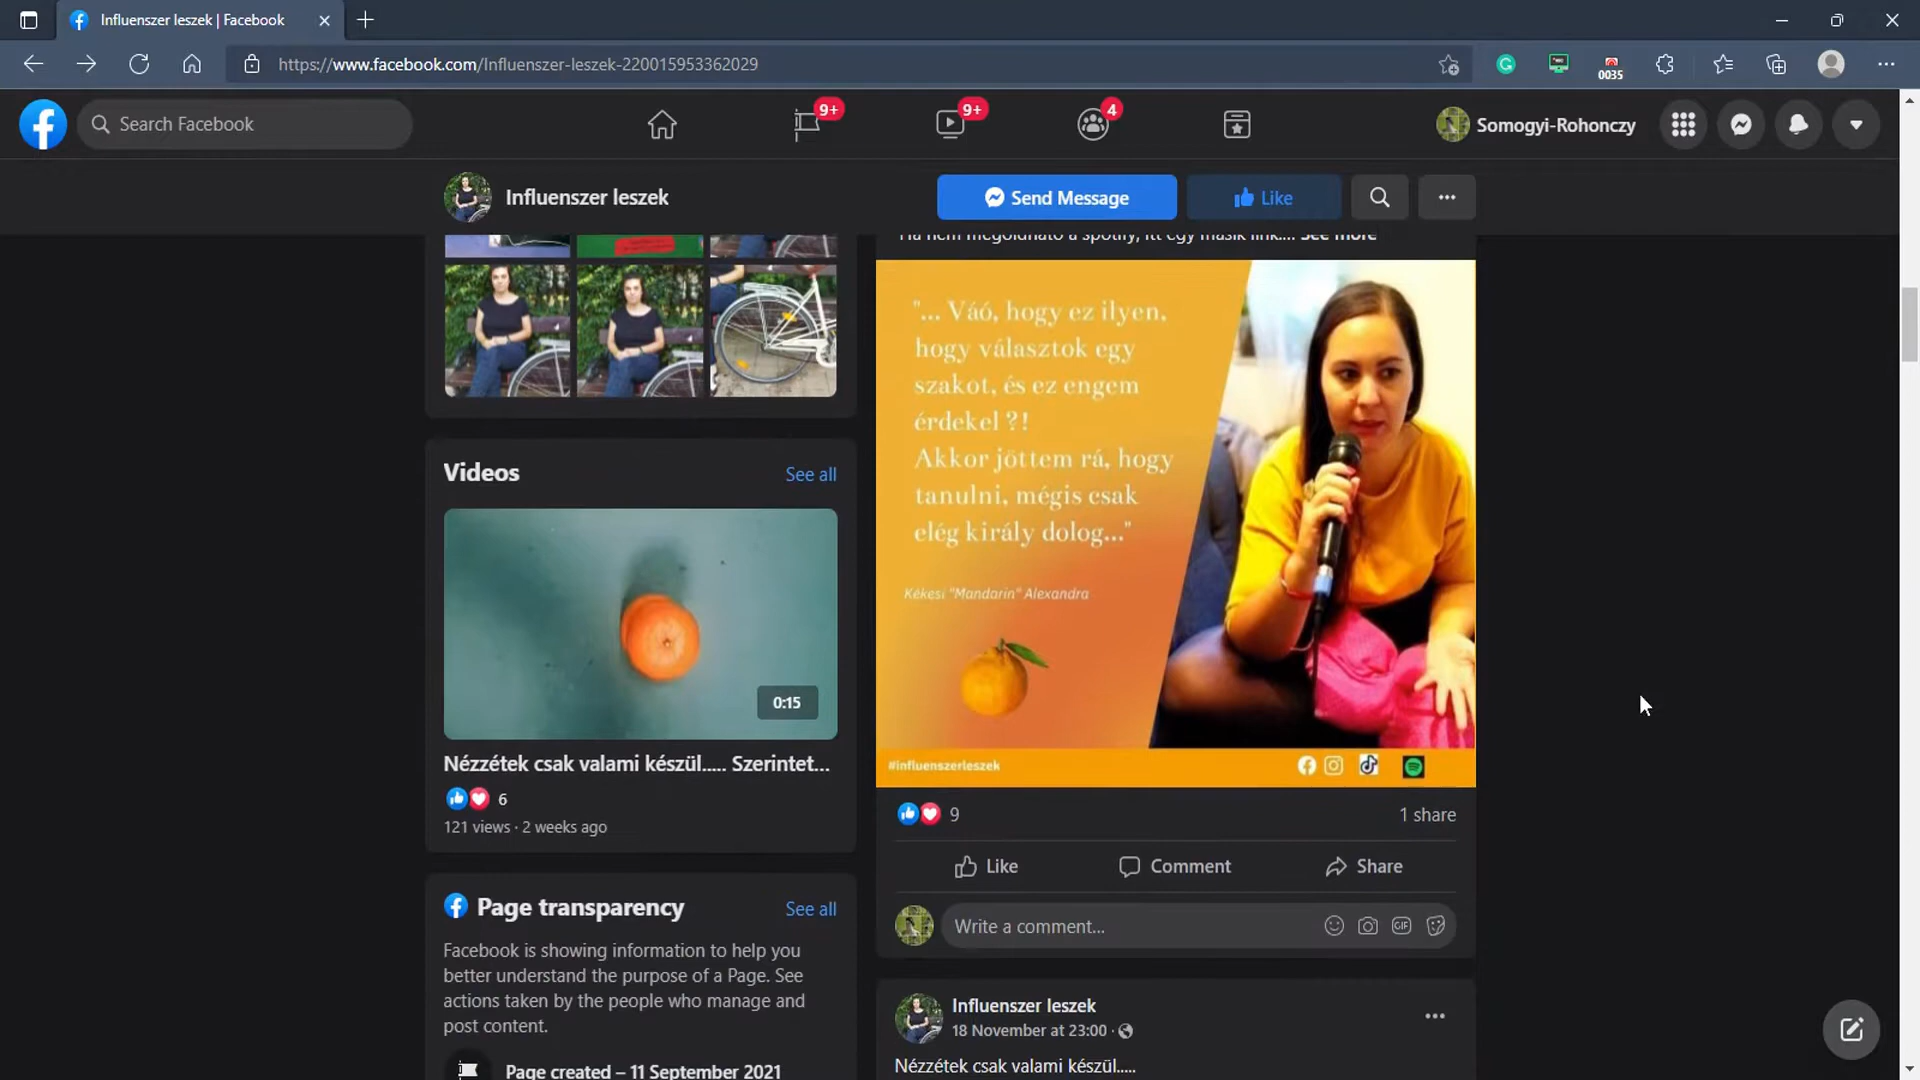 Influenszer leszek | Facebook
https://www.facebook.com/Influenszer-leszek-220015953362029
0035
Search Facebook
9+
9+
4
Somogyi-Rohonczy
Influenszer leszek
Send Message
Like
Ha nem megoldható a spotify, itt egy másik link.... See more
"... Váó, hogy ez ilyen,
hogy választok egy
szakot, és ez engem
érdekel ?!
Akkor jöttem rá, hogy
tanulni, mégis csak
elég király dolog..."
Kékesi "Mandarin" Alexandra
#influenszerleszek
9
1 share
Like
Comment
Share
Write a comment...
GIF
Influenszer leszek
18 November at 23:00 ·
Nézzétek csak valami készül.....
Videos
See all
0:15
Nézzétek csak valami készül..... Szerintet...
6
121 views · 2 weeks ago
Page transparency
See all
Facebook is showing information to help you
better understand the purpose of a Page. See
actions taken by the people who manage and
post content.
Page created – 11 September 2021